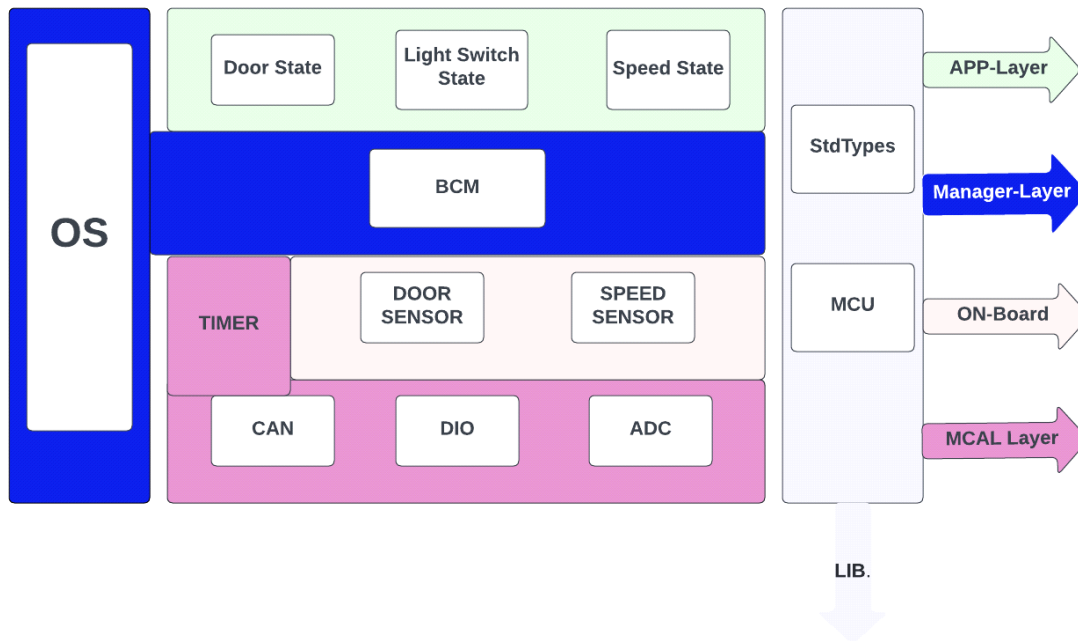 OS
Door State
Light Switch
State
Speed State
BCM
TIMER
DOOR
SENSOR
SPEED
SENSOR
CAN
DIO
ADC
StdTypes
MCU
APP-Layer
Manager-Layer
ON-Board
MCAL Layer
LIB.